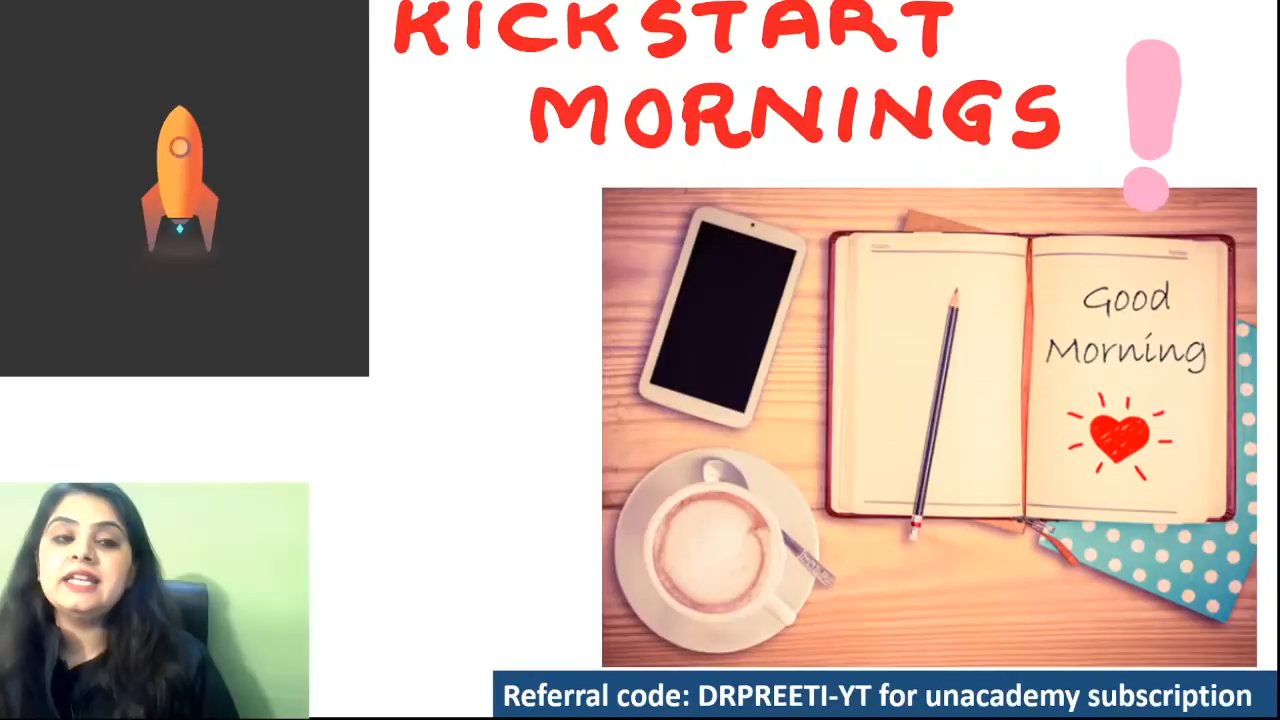 KICKSTART
MORNINGS!
Good
Morning
Referral code: DRPREETI-YT for unacademy subscription